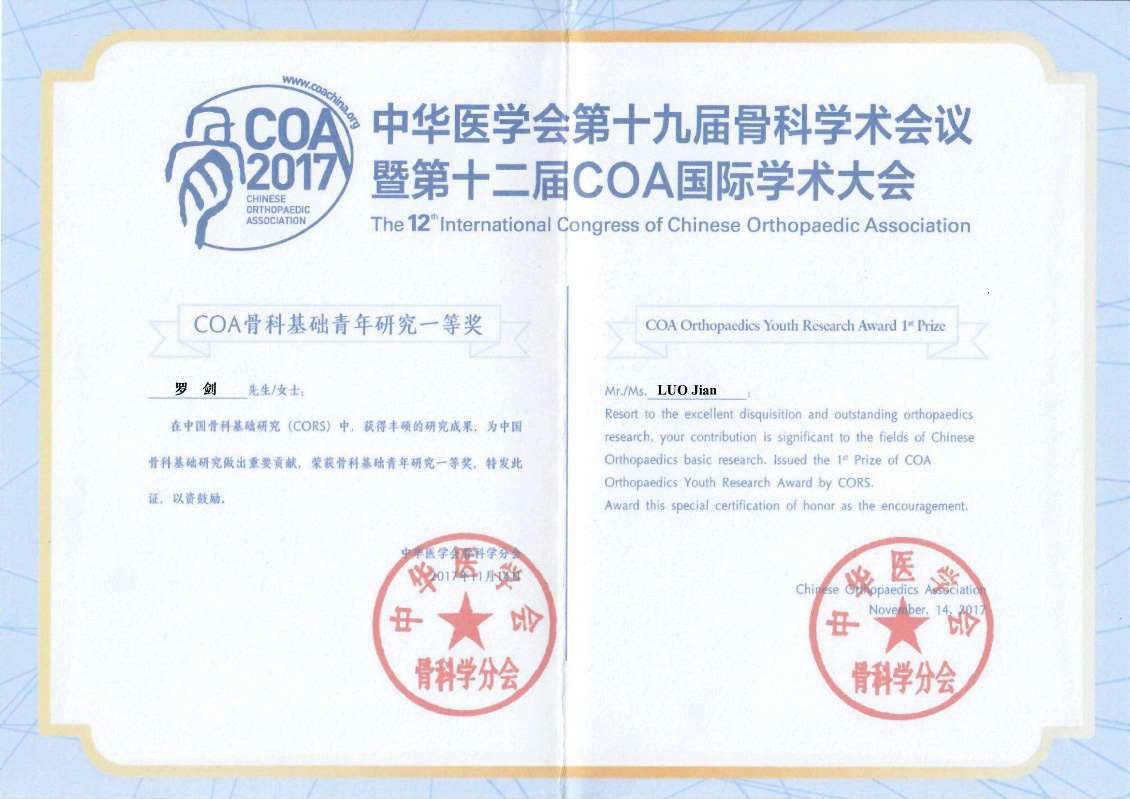 www.coachina.org
COA
2017
CHINESE
ORTHOPAEDIC
ASSOCIATION
中华医学会第十九届骨科学术会议
暨第十二届COA国际学术大会
The 12th International Congress of Chinese Orthopaedic Association
COA骨科基础青年研究一等奖
罗 剑 先生/女士:
在中国骨科基础研究（CORS）中，获得丰硕的研究成果，为中国
骨科基础研究做出重要贡献，荣获骨科基础青年研究一等奖，特发此
证，以资鼓励。
中华医学会骨科学分会
2017年11月14日
中华医学会
骨科学分会
COA Orthopaedics Youth Research Award 1st Prize
Mr./Ms. LUO Jian :
Resort to the excellent disquisition and outstanding orthopaedics
research, your contribution is significant to the fields of Chinese
Orthopaedics basic research. Issued the 1st Prize of COA
Orthopaedics Youth Research Award by CORS.
Award this special certification of honor as the encouragement.
Chinese Orthopaedics Association
November. 14, 2017
中华医学会
骨科学分会